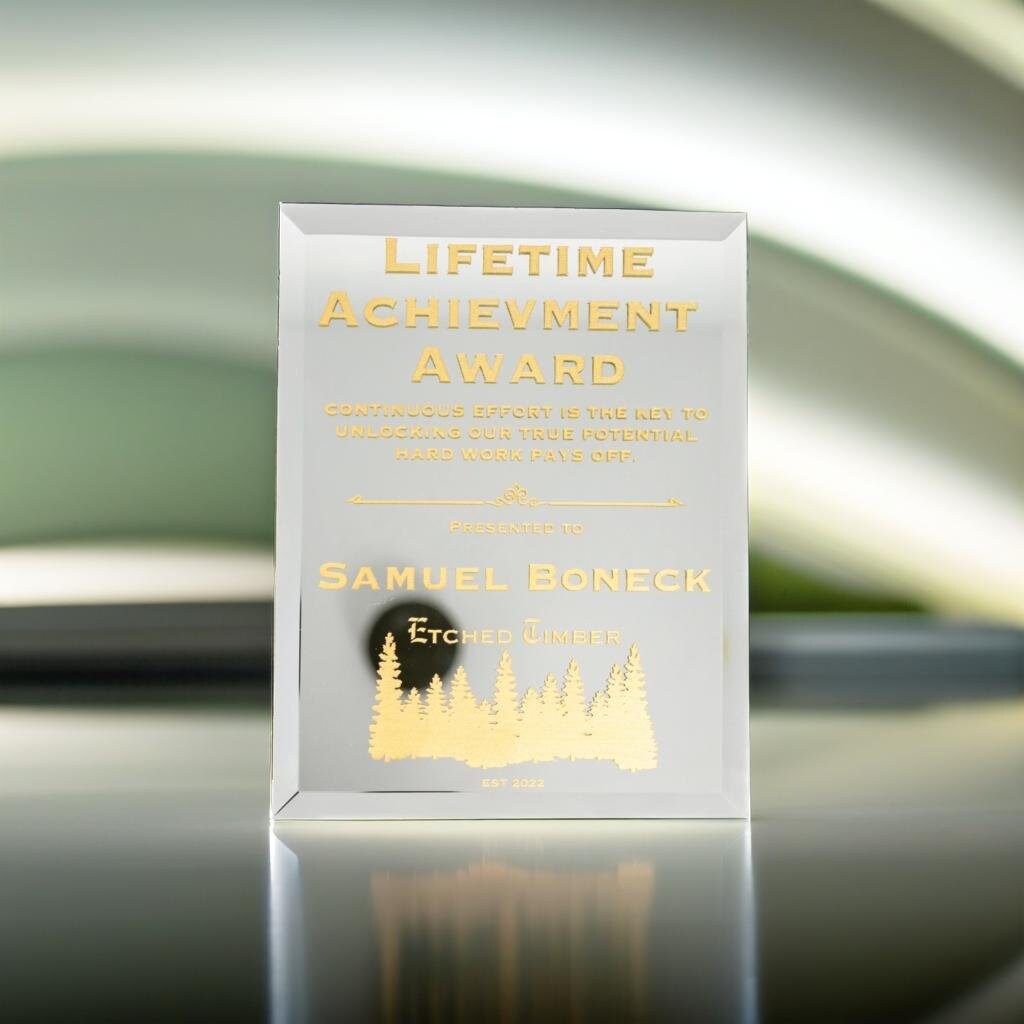 LIFETIME
ACHIEVMENT
AWARD
CONTINUOUS EFFORT IS THE KEY TO
UNLOCKING OUR TRUE POTENTIAL
HARD WORK PAYS OFF.
PRESENTED TO
SAMUEL BONECK
ETCHED TIMBER
EST 2022